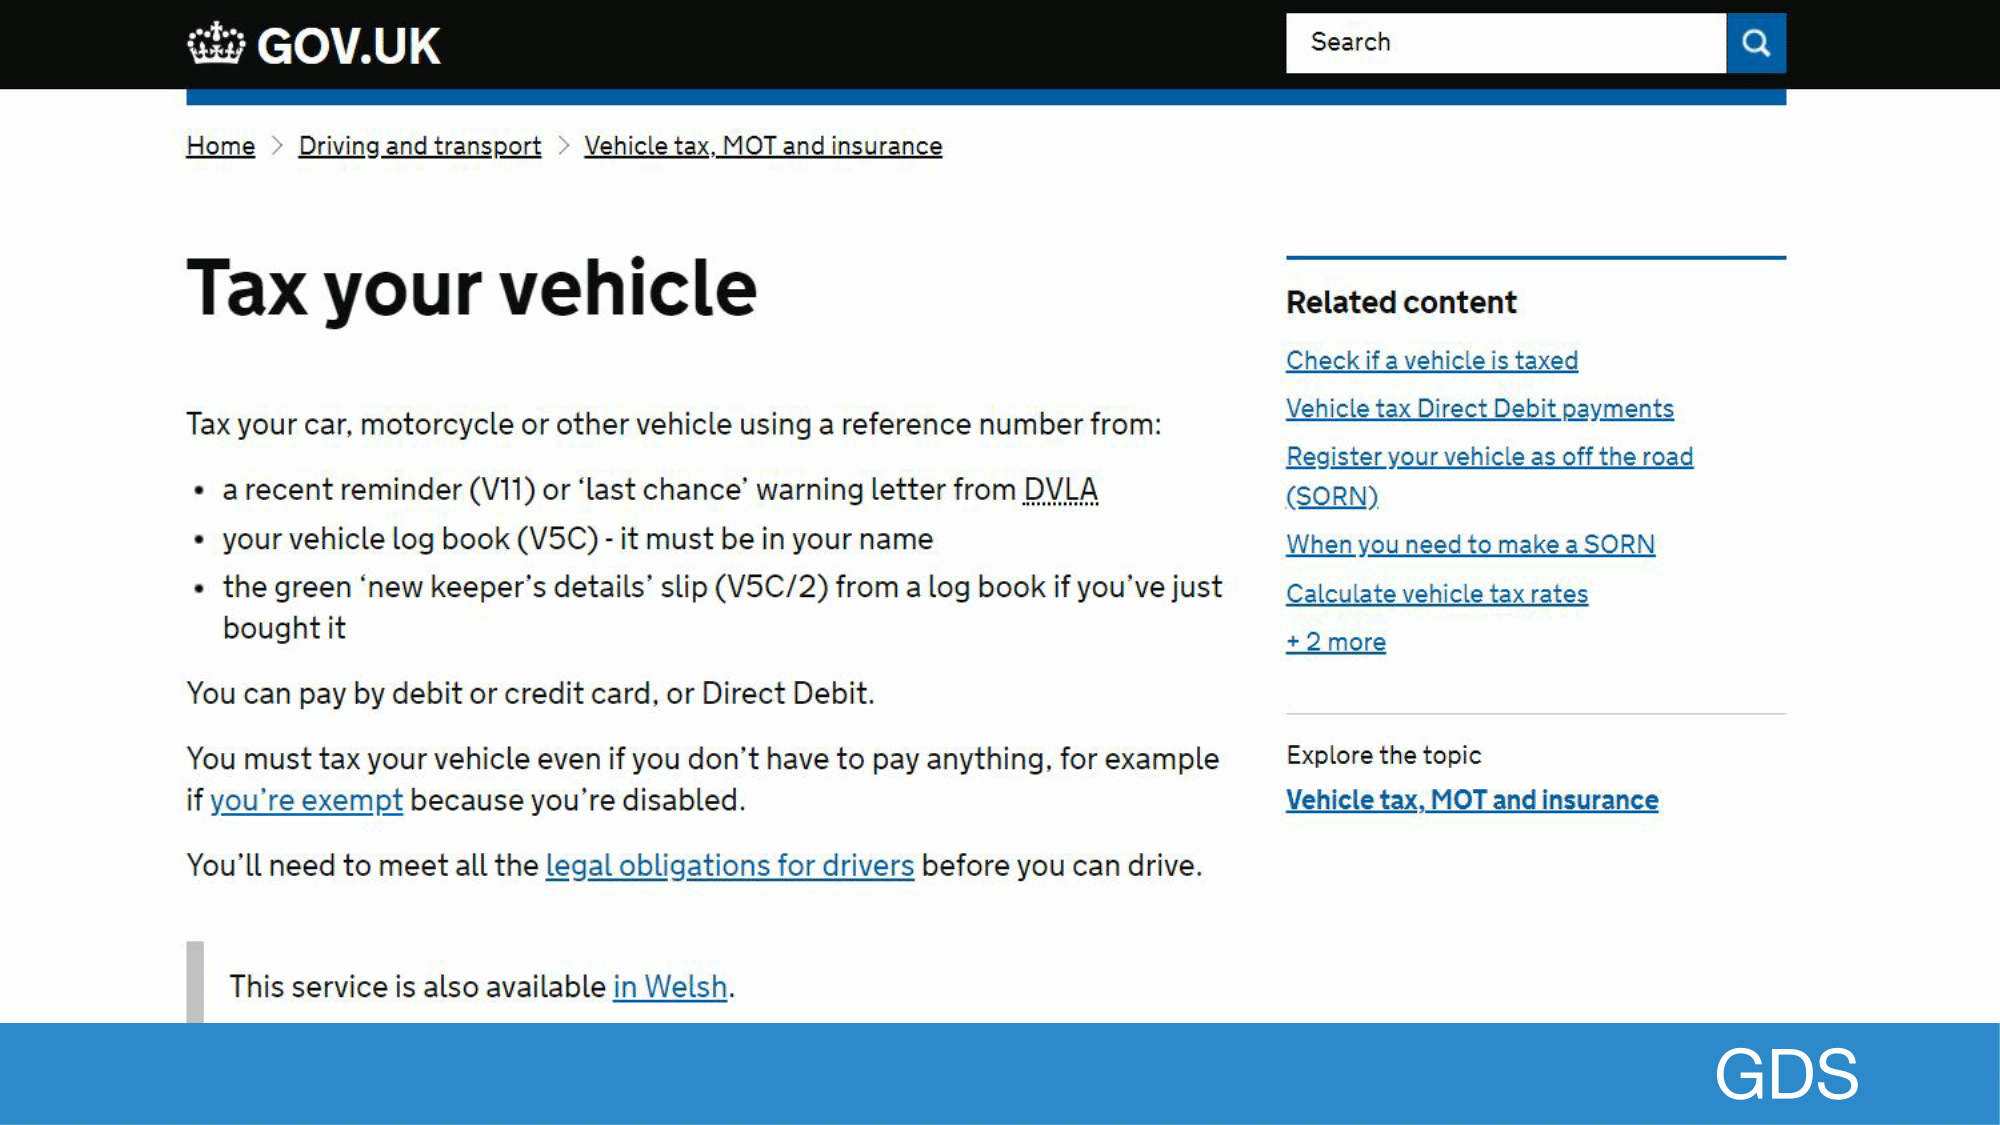 GOV.UK
Search
Home > Driving and transport > Vehicle tax, MOT and insurance
Tax your vehicle
Tax your car, motorcycle or other vehicle using a reference number from:
• a recent reminder (V11) or ‘last chance’ warning letter from DVLA
• your vehicle log book (V5C) - it must be in your name
• the green ‘new keeper’s details’ slip (V5C/2) from a log book if you’ve just
bought it
You can pay by debit or credit card, or Direct Debit.
You must tax your vehicle even if you don’t have to pay anything, for example
if you’re exempt because you’re disabled.
You’ll need to meet all the legal obligations for drivers before you can drive.
This service is also available in Welsh.
Related content
Check if a vehicle is taxed
Vehicle tax Direct Debit payments
Register your vehicle as off the road
(SORN)
When you need to make a SORN
Calculate vehicle tax rates
+ 2 more
Explore the topic
Vehicle tax, MOT and insurance
GDS